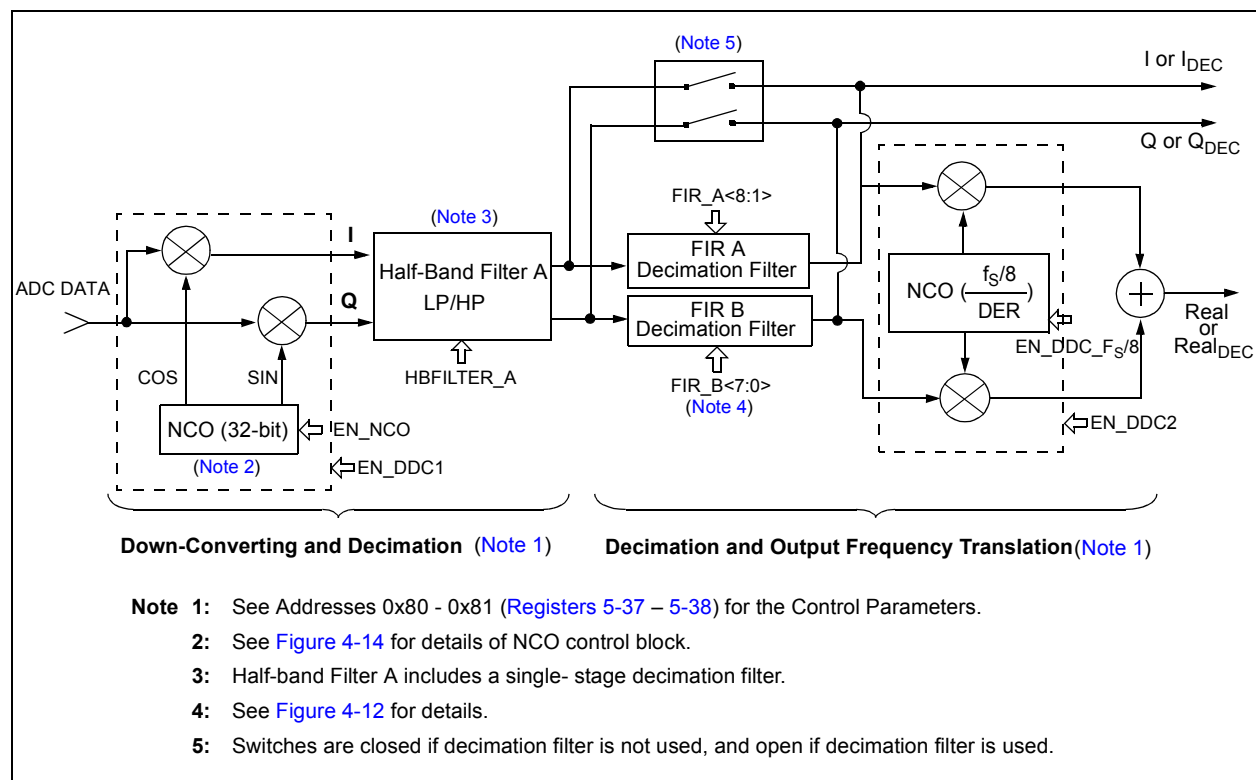 (Note 5)
I or I_DEC
Q or Q_DEC
FIR_A<8:1>
(Note 3)
I
FIR A
Decimation Filter
Half-Band Filter A
LP/HP
ADC DATA
Q
FIR B
Decimation Filter
NCO (f_S/8 / DER)
Real
or
Real_DEC
EN_DDC_F_S/8
COS
SIN
HBFILTER_A
FIR_B<7:0>
(Note 4)
NCO (32-bit)
EN_NCO
EN_DDC2
(Note 2)
EN_DDC1
Down-Converting and Decimation (Note 1)
Decimation and Output Frequency Translation(Note 1)
Note 1: See Addresses 0x80 - 0x81 (Registers 5-37 – 5-38) for the Control Parameters.
2: See Figure 4-14 for details of NCO control block.
3: Half-band Filter A includes a single- stage decimation filter.
4: See Figure 4-12 for details.
5: Switches are closed if decimation filter is not used, and open if decimation filter is used.